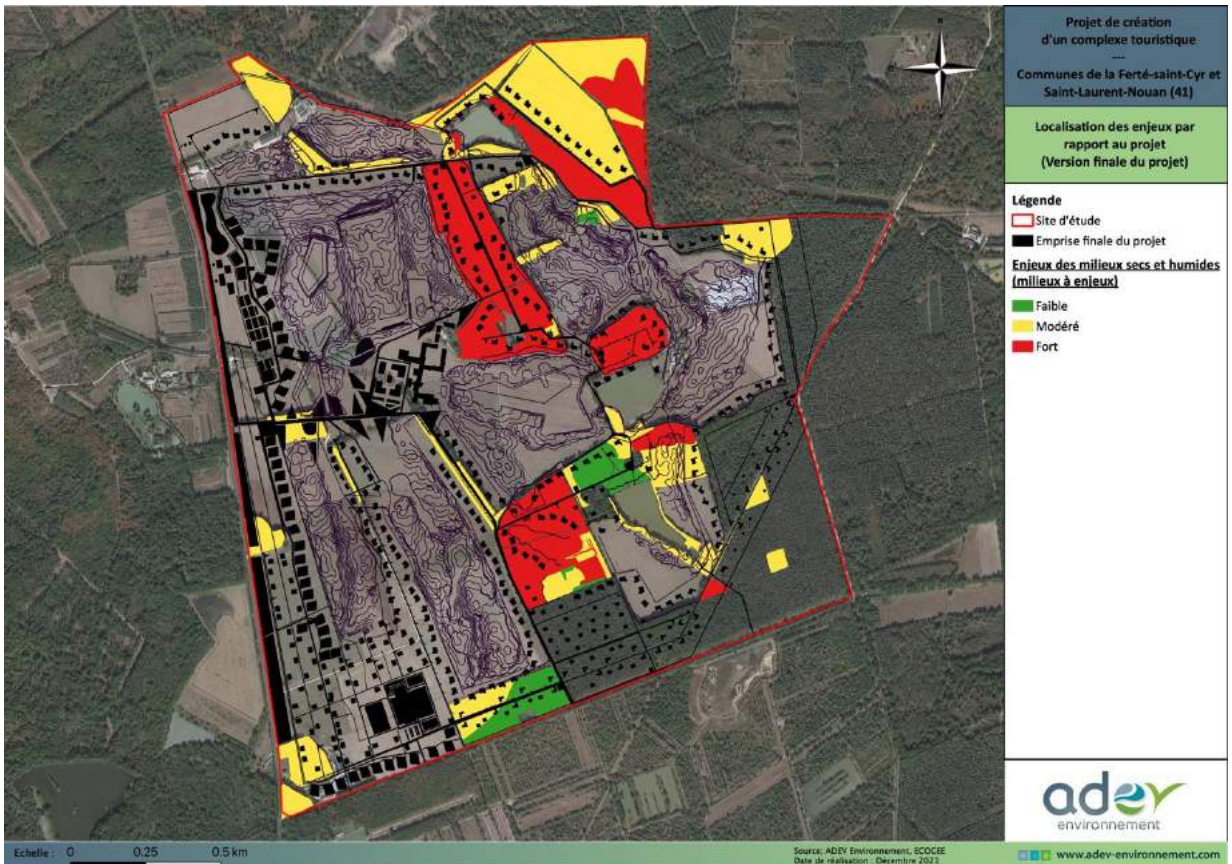 Projet de création
d'un complexe touristique
---
Communes de la Ferté-saint-Cyr et
Saint-Laurent-Nouan (41)
Localisation des enjeux par
rapport au projet
(Version finale du projet)
Légende
Site d'étude
Emprise finale du projet
Enjeux des milieux secs et humides
(milieux à enjeu)
Faible
Modéré
Fort
adev
environnement
Echelle : 0 0.25 0.5 km
Source: ADEV Environnement, ECOCEE
Date de réalisation : Décembre 2023
www.adev-environnement.com